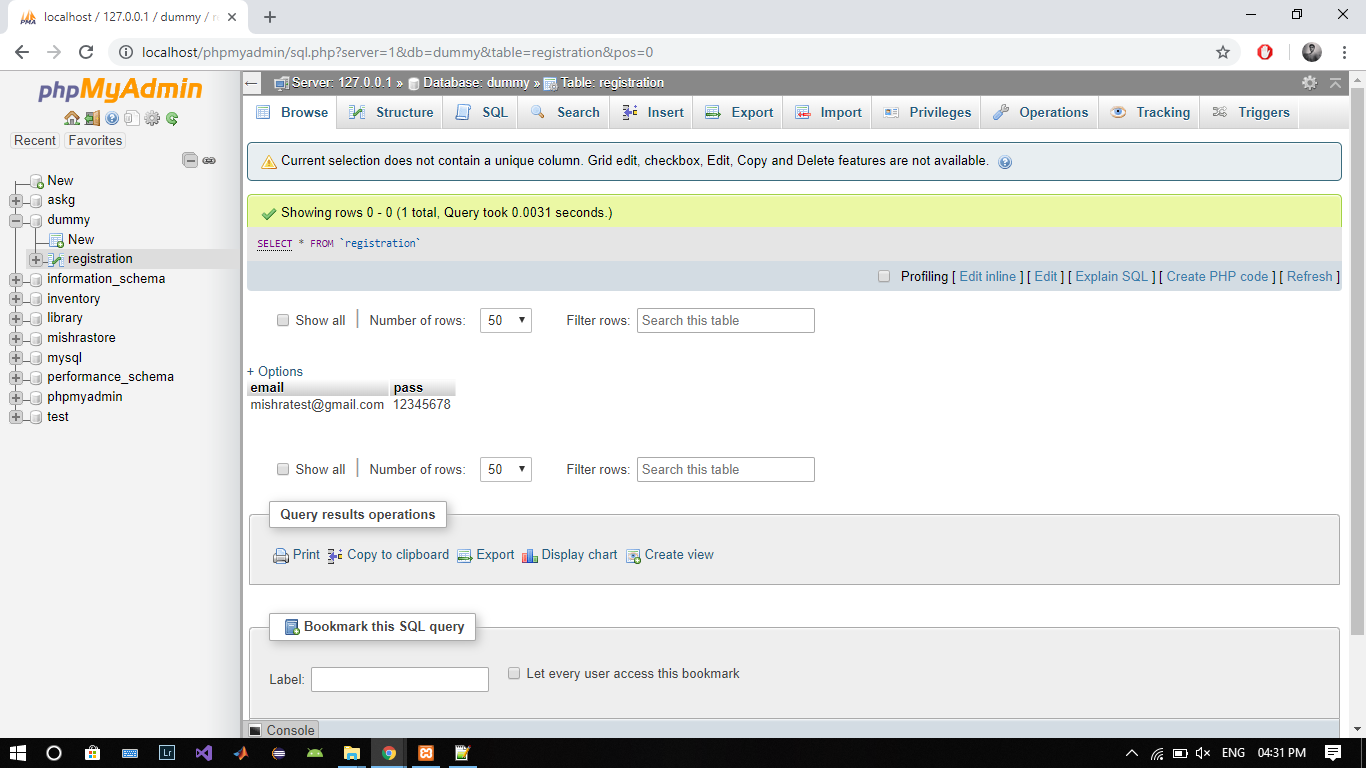 localhost / 127.0.0.1 / dummy / r
localhost/phpmyadmin/sql.php?server=1&db=dummy&table=registration&pos=0
phpMyAdmin
Recent Favorites
New
askg
dummy
New
registration
information_schema
inventory
library
mishrastore
mysql
performance_schema
phpmyadmin
test
Server: 127.0.0.1 » Database: dummy » Table: registration
Browse Structure SQL Search Insert Export Import Privileges Operations Tracking Triggers
Current selection does not contain a unique column. Grid edit, checkbox, Edit, Copy and Delete features are not available.
Showing rows 0 - 0 (1 total, Query took 0.0031 seconds.)
SELECT * FROM `registration`
Profiling [ Edit inline ] [ Edit ] [ Explain SQL ] [ Create PHP code ] [ Refresh ]
Show all Number of rows: 50 Filter rows: Search this table
+ Options
email pass
mishratest@gmail.com 12345678
Show all Number of rows: 50 Filter rows: Search this table
Query results operations
Print Copy to clipboard Export Display chart Create view
Bookmark this SQL query
Label: Let every user access this bookmark
Console
Lr ENG 04:31 PM